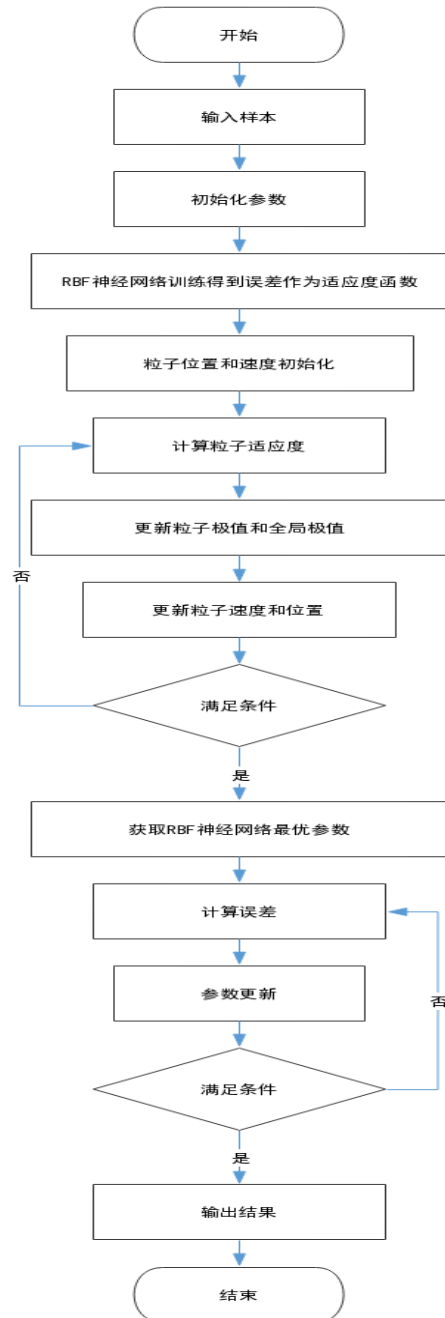 开始
输入样本
初始化参数
RBF神经网络训练得到误差作为适应度函数
粒子位置和速度初始化
计算粒子适应度
更新粒子极值和全局极值
否
更新粒子速度和位置
满足条件
是
获取RBF神经网络最优参数
计算误差
参数更新
否
满足条件
是
输出结果
结束